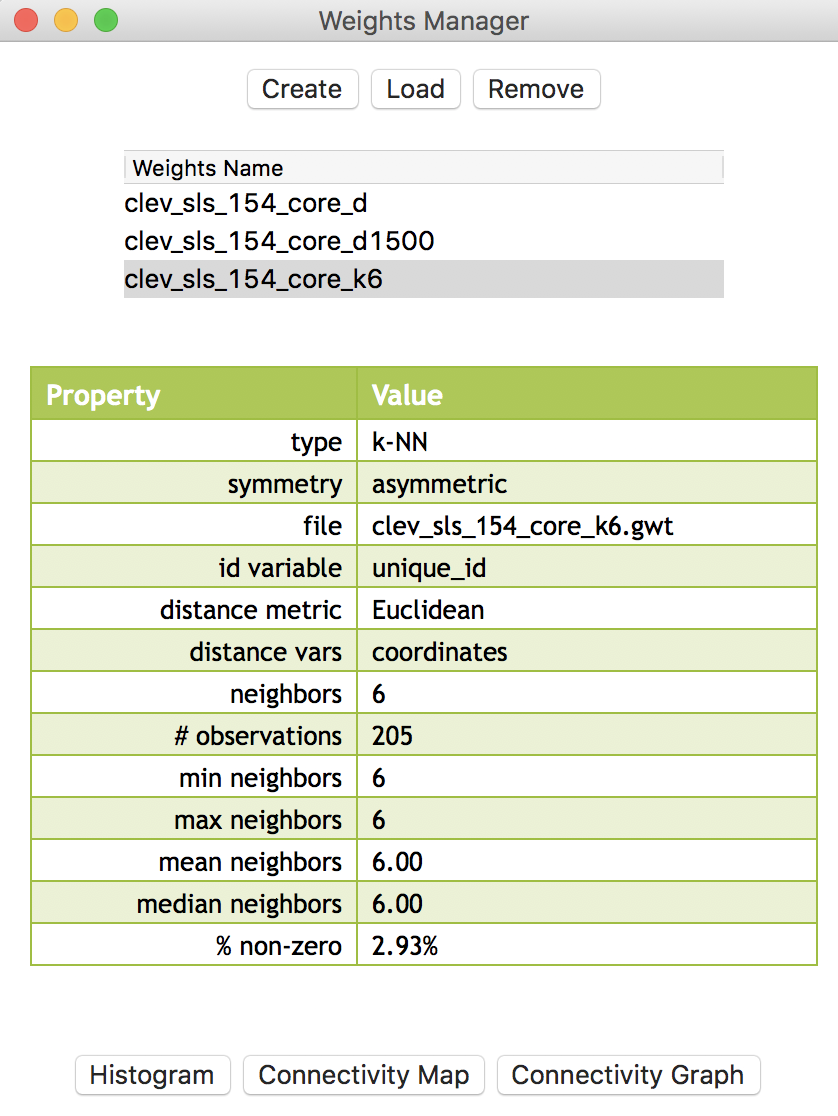 Weights Manager
Create Load Remove
Weights Name
clev_sls_154_core_d
clev_sls_154_core_d1500
clev_sls_154_core_k6
Property Value
type k-NN
symmetry asymmetric
file clev_sls_154_core_k6.gwt
id variable unique_id
distance metric Euclidean
distance vars coordinates
neighbors 6
# observations 205
min neighbors 6
max neighbors 6
mean neighbors 6.00
median neighbors 6.00
% non-zero 2.93%
Histogram Connectivity Map Connectivity Graph